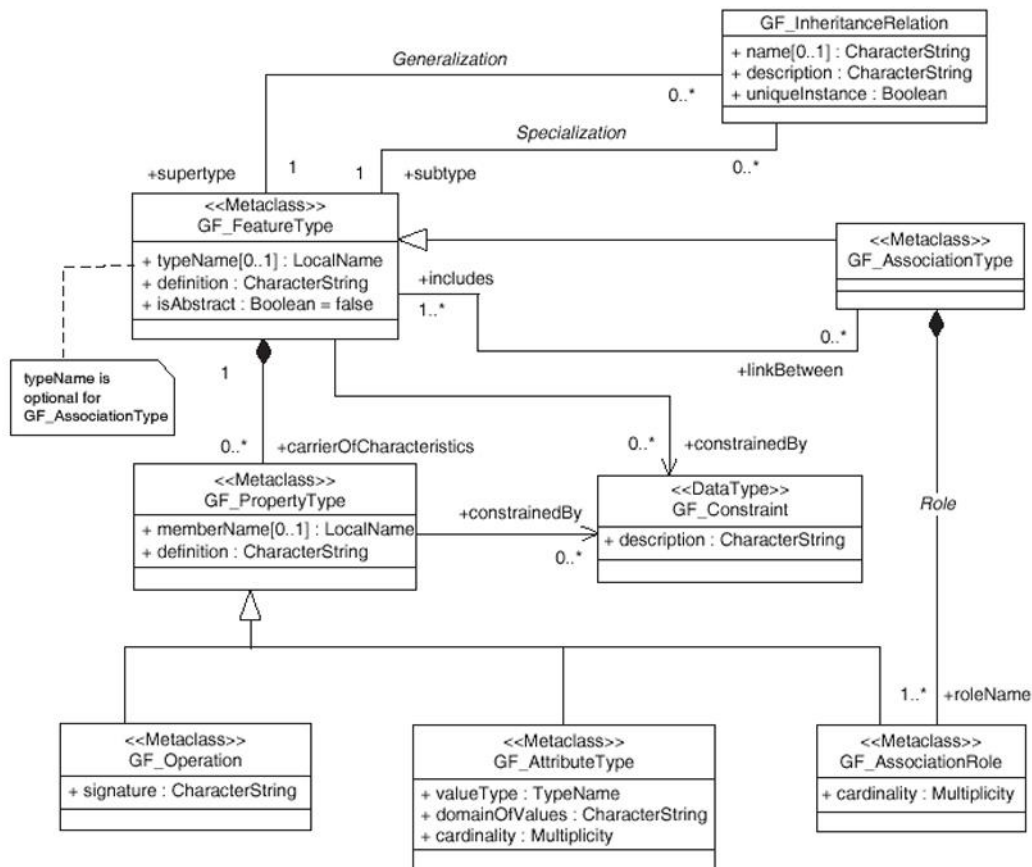 GF_InheritanceRelation
+ name[0..1] : CharacterString
+ description : CharacterString
+ uniqueInstance : Boolean
Generalization
0..*
Specialization
0..*
+supertype
1
1
+subtype
<<Metaclass>>
GF_FeatureType
+ typeName[0..1] : LocalName
+ definition : CharacterString
+ isAbstract : Boolean = false
<<Metaclass>>
GF_AssociationType
+includes
1..*
0..*
+linkBetween
typeName is
optional for
GF_AssociationType
1
0..*
+carrierOfCharacteristics
0..*
+constrainedBy
<<Metaclass>>
GF_PropertyType
+ memberName[0..1] : LocalName
+ definition : CharacterString
+constrainedBy
0..*
<<DataType>>
GF_Constraint
+ description : CharacterString
Role
1..*
+roleName
<<Metaclass>>
GF_Operation
+ signature : CharacterString
<<Metaclass>>
GF_AttributeType
+ valueType : TypeName
+ domainOfValues : CharacterString
+ cardinality : Multiplicity
<<Metaclass>>
GF_AssociationRole
+ cardinality : Multiplicity